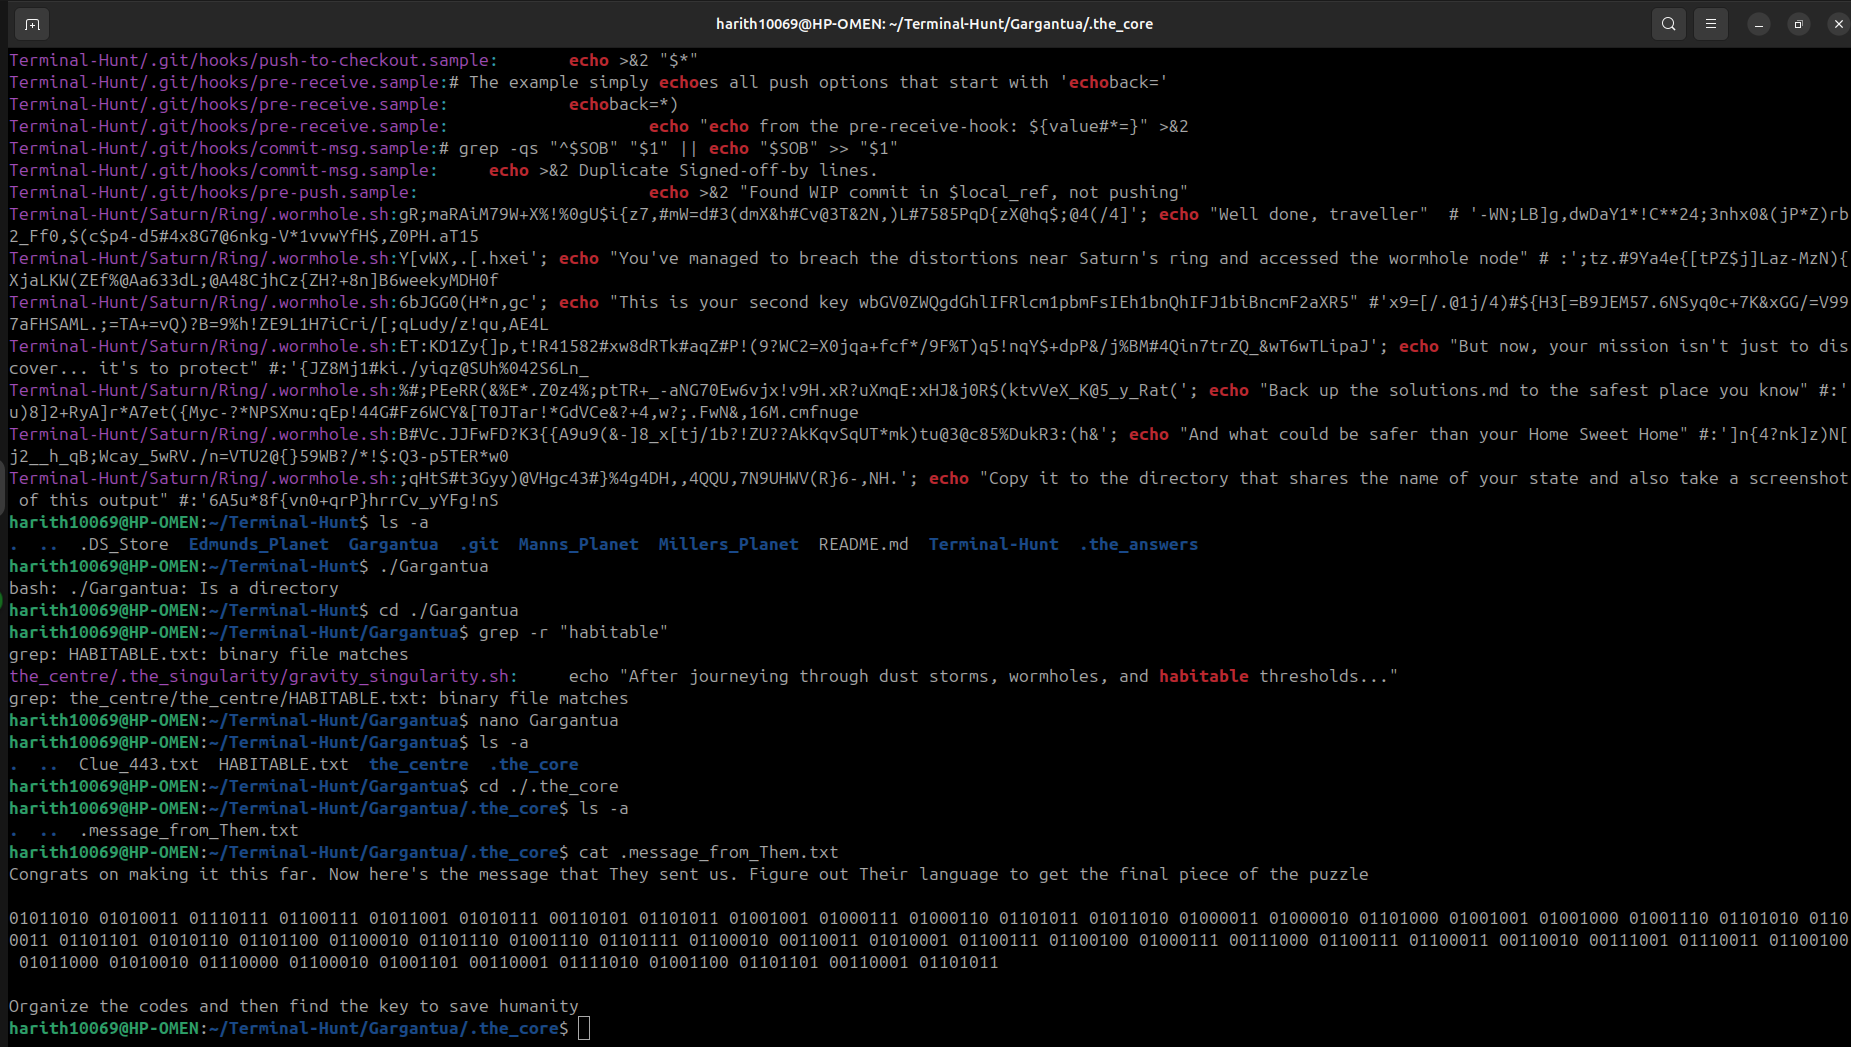 harith10069@HP-OMEN: ~/Terminal-Hunt/Gargantua/.the_core
Terminal-Hunt/.git/hooks/push-to-checkout.sample:       echo >&2 "$*"
Terminal-Hunt/.git/hooks/pre-receive.sample:# The example simply echoes all push options that start with 'echoback='
Terminal-Hunt/.git/hooks/pre-receive.sample:            echoback=*)
Terminal-Hunt/.git/hooks/pre-receive.sample:                    echo "echo from the pre-receive-hook: ${value#*=}" >&2
Terminal-Hunt/.git/hooks/commit-msg.sample:# grep -qs "^$SOB" "$1" || echo "$SOB" >> "$1"
Terminal-Hunt/.git/hooks/commit-msg.sample:     echo >&2 Duplicate Signed-off-by lines.
Terminal-Hunt/.git/hooks/pre-push.sample:                       echo >&2 "Found WIP commit in $local_ref, not pushing"
Terminal-Hunt/Saturn/Ring/.wormhole.sh:gR;maRAiM79W+X%!%0gU$i{z7,#mW=d#3(dmX&h#Cv@3T&2N,)L#7585PqD{zX@hq$;@4(/4]'; echo "Well done, traveller"  # '-WN;LB]g,dwDaY1*!C**24;3nhx0&(jP*Z)rb
2_Ff0,$(c$p4-d5#4x8G7@6nkg-V*1vvwYfH$,Z0PH.aT15
Terminal-Hunt/Saturn/Ring/.wormhole.sh:Y[vWX,.[.hxei'; echo "You've managed to breach the distortions near Saturn's ring and accessed the wormhole node" # :';tz.#9Ya4e{[tPZ$j]Laz-MzN){
XjaLKW(ZEf%@Aa633dL;@A48CjhCz{ZH?+8n]B6weekyMDH0f
Terminal-Hunt/Saturn/Ring/.wormhole.sh:6bJGG0(H*n,gc'; echo "This is your second key wbGV0ZWQgdGhlIFRlcm1pbmFsIEh1bnQhIFJ1biBncmF2aXR5" #'x9=[/.@1j/4)#${H3[=B9JEM57.6NSyq0c+7K&xGG/=V99
7aFHSAML.;=TA+=vQ)?B=9%h!ZE9L1H7iCri/[;qLudy/z!qu,AE4L
Terminal-Hunt/Saturn/Ring/.wormhole.sh:ET:KD1Zy{]p,t!R41582#xw8dRTk#aqZ#P!(9?WC2=X0jqa+fcf*/9F%T)q5!nqY$+dpP&/j%BM#4Qin7trZQ_&wT6wTLipaJ'; echo "But now, your mission isn't just to dis
cover... it's to protect" #:'{JZ8Mj1#ki./yiqz@SUh%042S6Ln_
Terminal-Hunt/Saturn/Ring/.wormhole.sh:%#;PEeRR(&%E*.Z0z4%;ptTR+_-aNG70Ew6vjx!v9H.xR?uXmqE:xHJ&j0R$(ktvVeX_K@5_y_Rat('; echo "Back up the solutions.md to the safest place you know" #:'
u)8]2+RyA]r*A7et({Myc-?*NPSXmu:qEp!44G#Fz6WCY&[T0JTar!*GdVCe&?+4,w?;.FwN&,16M.cmfnuge
Terminal-Hunt/Saturn/Ring/.wormhole.sh:B#Vc.JJFwFD?K3{{A9u9(&-]8_x[tj/1b?!ZU??AkKqvSqUT*mk)tu@3@c85%DukR3:(h&'; echo "And what could be safer than your Home Sweet Home" #:']n{4?nk]z)N[
j2__h_qB;Wcay_5wRV./n=VTU2@{}59WB?/*!$:Q3-p5TER*w0
Terminal-Hunt/Saturn/Ring/.wormhole.sh:;qHtS#t3Gyy)@VHgc43#}%4g4DH,,4QQU,7N9UHWV(R}6-,NH.'; echo "Copy it to the directory that shares the name of your state and also take a screenshot
 of this output" #:'6A5u*8f{vn0+qrP}hrrCv_yYFg!nS
harith10069@HP-OMEN:~/Terminal-Hunt$ ls -a
.  ..  .DS_Store  Edmunds_Planet  Gargantua  .git  Manns_Planet  Millers_Planet  README.md  Terminal-Hunt  .the_answers
harith10069@HP-OMEN:~/Terminal-Hunt$ ./Gargantua
bash: ./Gargantua: Is a directory
harith10069@HP-OMEN:~/Terminal-Hunt$ cd ./Gargantua
harith10069@HP-OMEN:~/Terminal-Hunt/Gargantua$ grep -r "habitable"
grep: HABITABLE.txt: binary file matches
the_centre/.the_singularity/gravity_singularity.sh:     echo "After journeying through dust storms, wormholes, and habitable thresholds..."
grep: the_centre/the_centre/HABITABLE.txt: binary file matches
harith10069@HP-OMEN:~/Terminal-Hunt/Gargantua$ nano Gargantua
harith10069@HP-OMEN:~/Terminal-Hunt/Gargantua$ ls -a
.  ..  Clue_443.txt  HABITABLE.txt  the_centre  .the_core
harith10069@HP-OMEN:~/Terminal-Hunt/Gargantua$ cd ./.the_core
harith10069@HP-OMEN:~/Terminal-Hunt/Gargantua/.the_core$ ls -a
.  ..  .message_from_Them.txt
harith10069@HP-OMEN:~/Terminal-Hunt/Gargantua/.the_core$ cat .message_from_Them.txt
Congrats on making it this far. Now here's the message that They sent us. Figure out Their language to get the final piece of the puzzle
01011010 01010011 01110111 01100111 01011001 01010111 00110101 01101011 01001001 01000111 01000110 01101011 01011010 01000011 01000010 01101000 01001001 01001000 01001110 01101010 0110
0011 01101101 01010110 01101100 01100010 01101110 01001110 01101111 01100010 00110011 01010001 01100111 01100100 01000111 00111000 01100111 01100011 00110010 00111001 01110011 01100100
 01011000 01010010 01110000 01100010 01001101 00110001 01111010 01001100 01101101 00110001 01101011
Organize the codes and then find the key to save humanity
harith10069@HP-OMEN:~/Terminal-Hunt/Gargantua/.the_core$